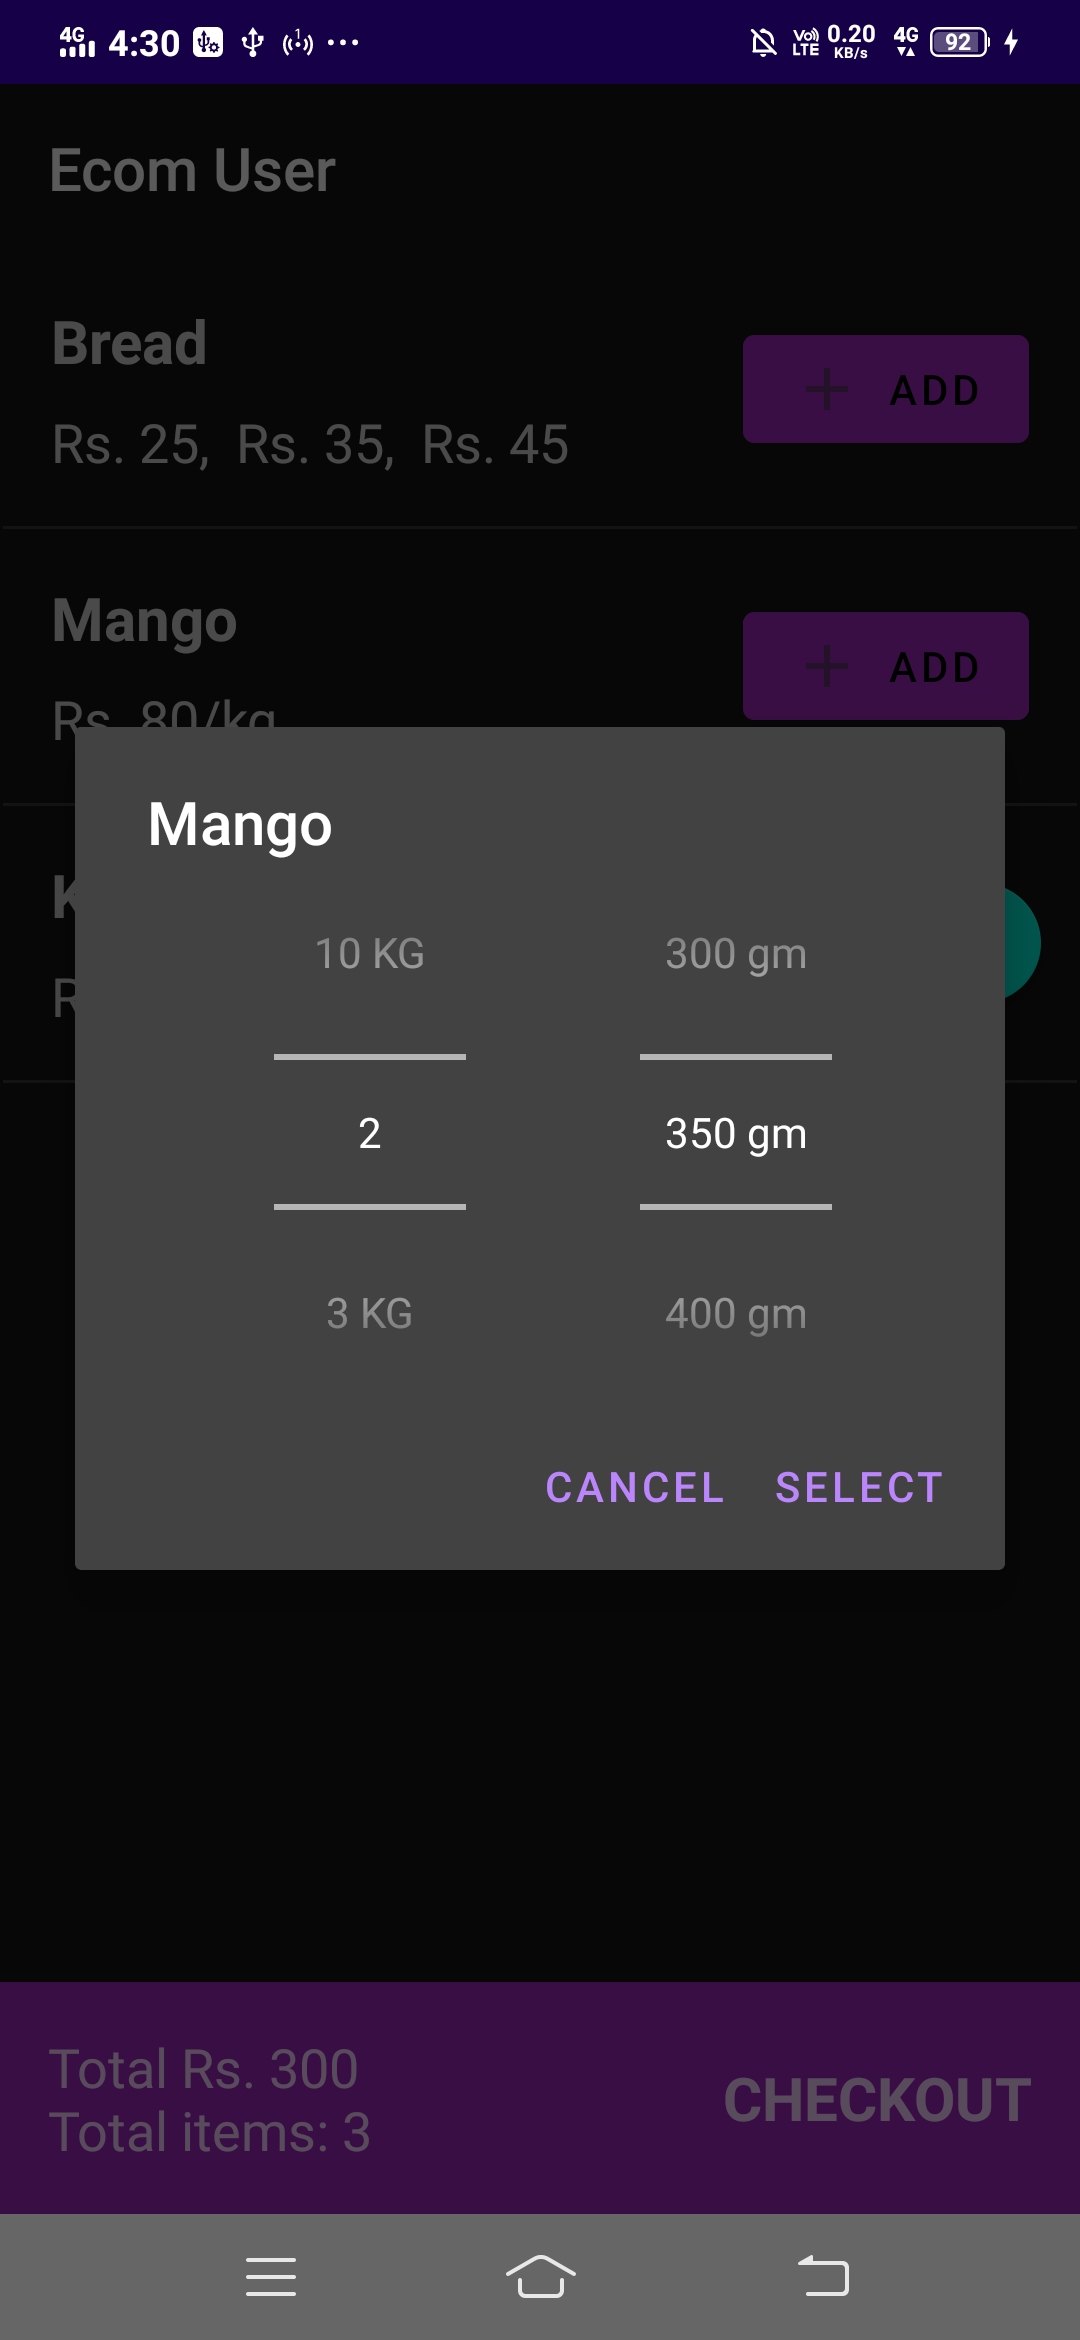 4G 4:30 1 ... Vo)) LTE 0.20 KB/s 4G 92
Ecom User
Bread
ADD
Rs. 25, Rs. 35, Rs. 45
Mango
ADD
Rs. 80/kg
K
R
Mango
10 KG 300 gm
2 350 gm
3 KG 400 gm
CANCEL SELECT
Total Rs. 300
CHECKOUT
Total items: 3